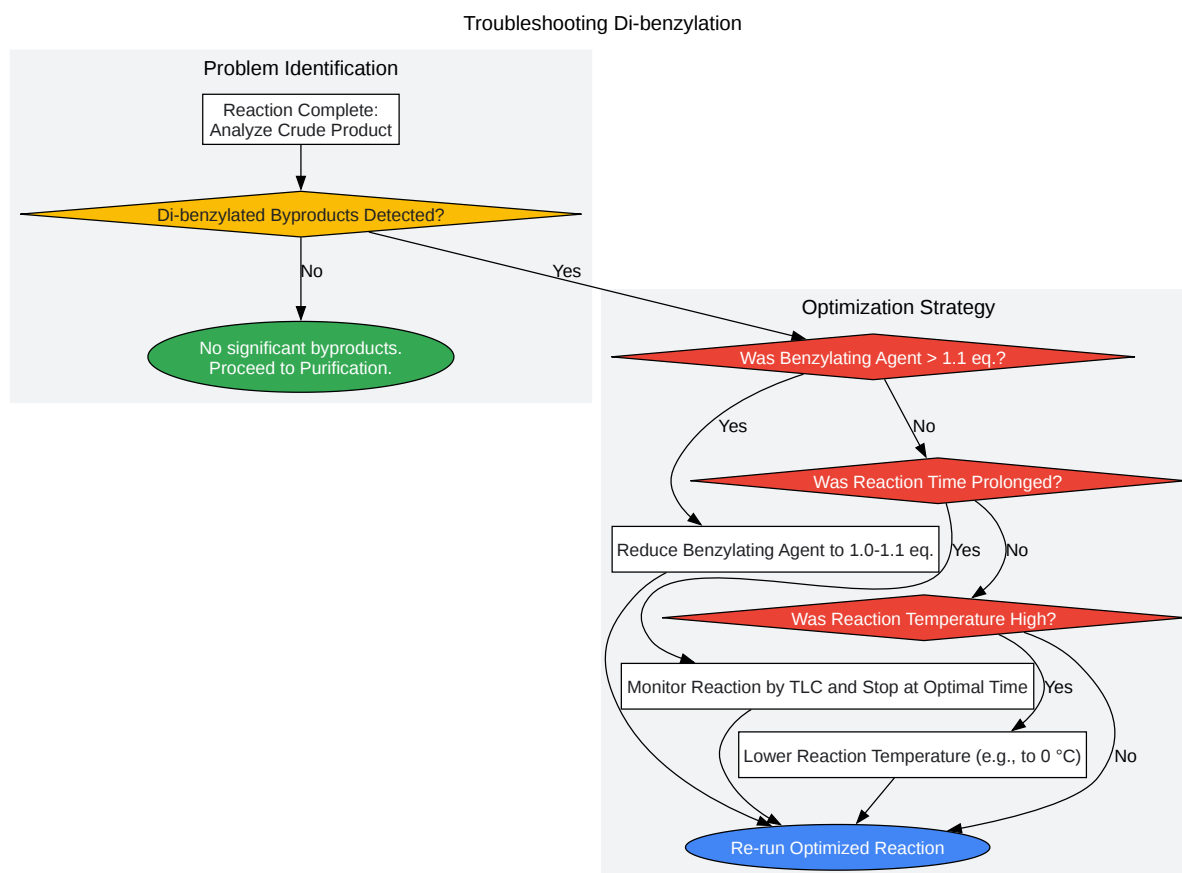 Troubleshooting Di-benzylation
Problem Identification
Reaction Complete:
Analyze Crude Product
Di-benzylated Byproducts Detected?
No
Yes
No significant byproducts.
Proceed to Purification.
Optimization Strategy
Was Benzylating Agent > 1.1 eq.?
Yes
No
Was Reaction Time Prolonged?
Reduce Benzylating Agent to 1.0-1.1 eq.
Yes
No
Was Reaction Temperature High?
Monitor Reaction by TLC and Stop at Optimal Time
Yes
Lower Reaction Temperature (e.g., to 0 °C)
No
Re-run Optimized Reaction